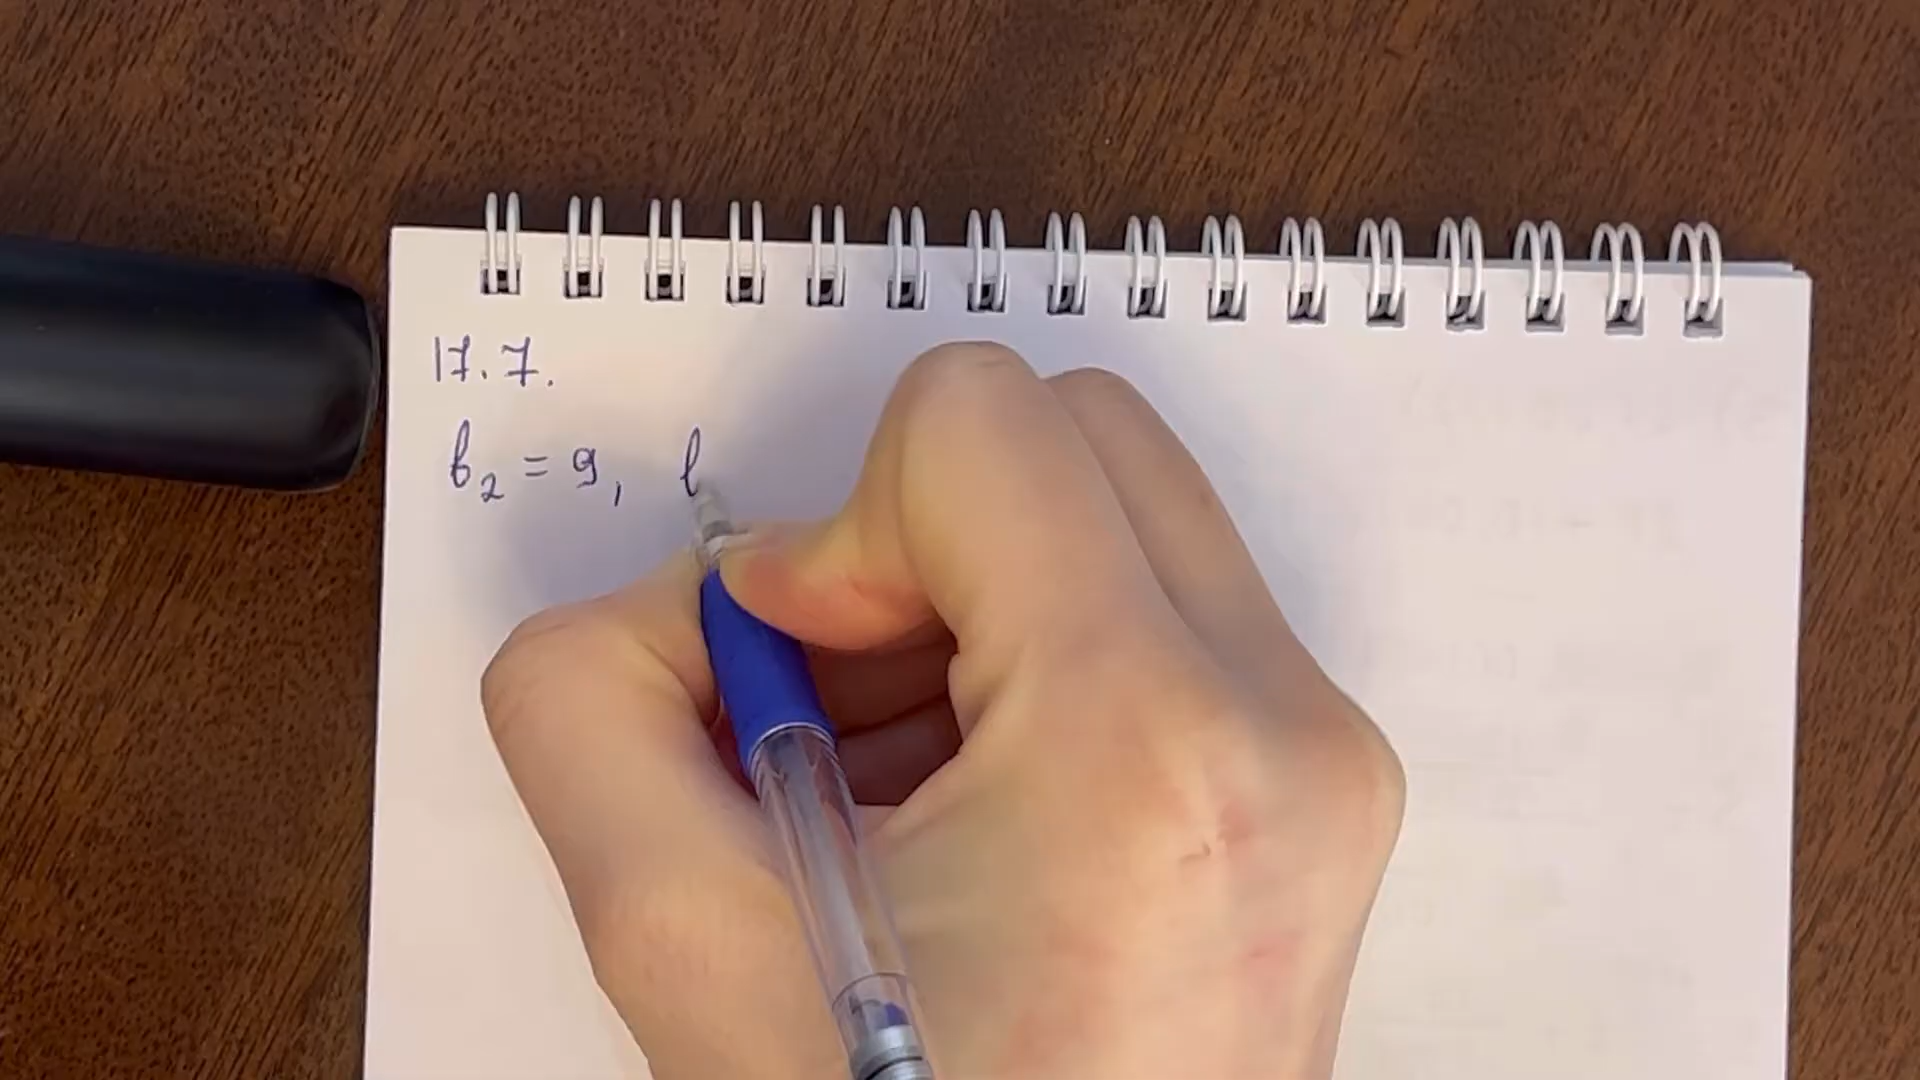 17.7.
b₂ = 9, b